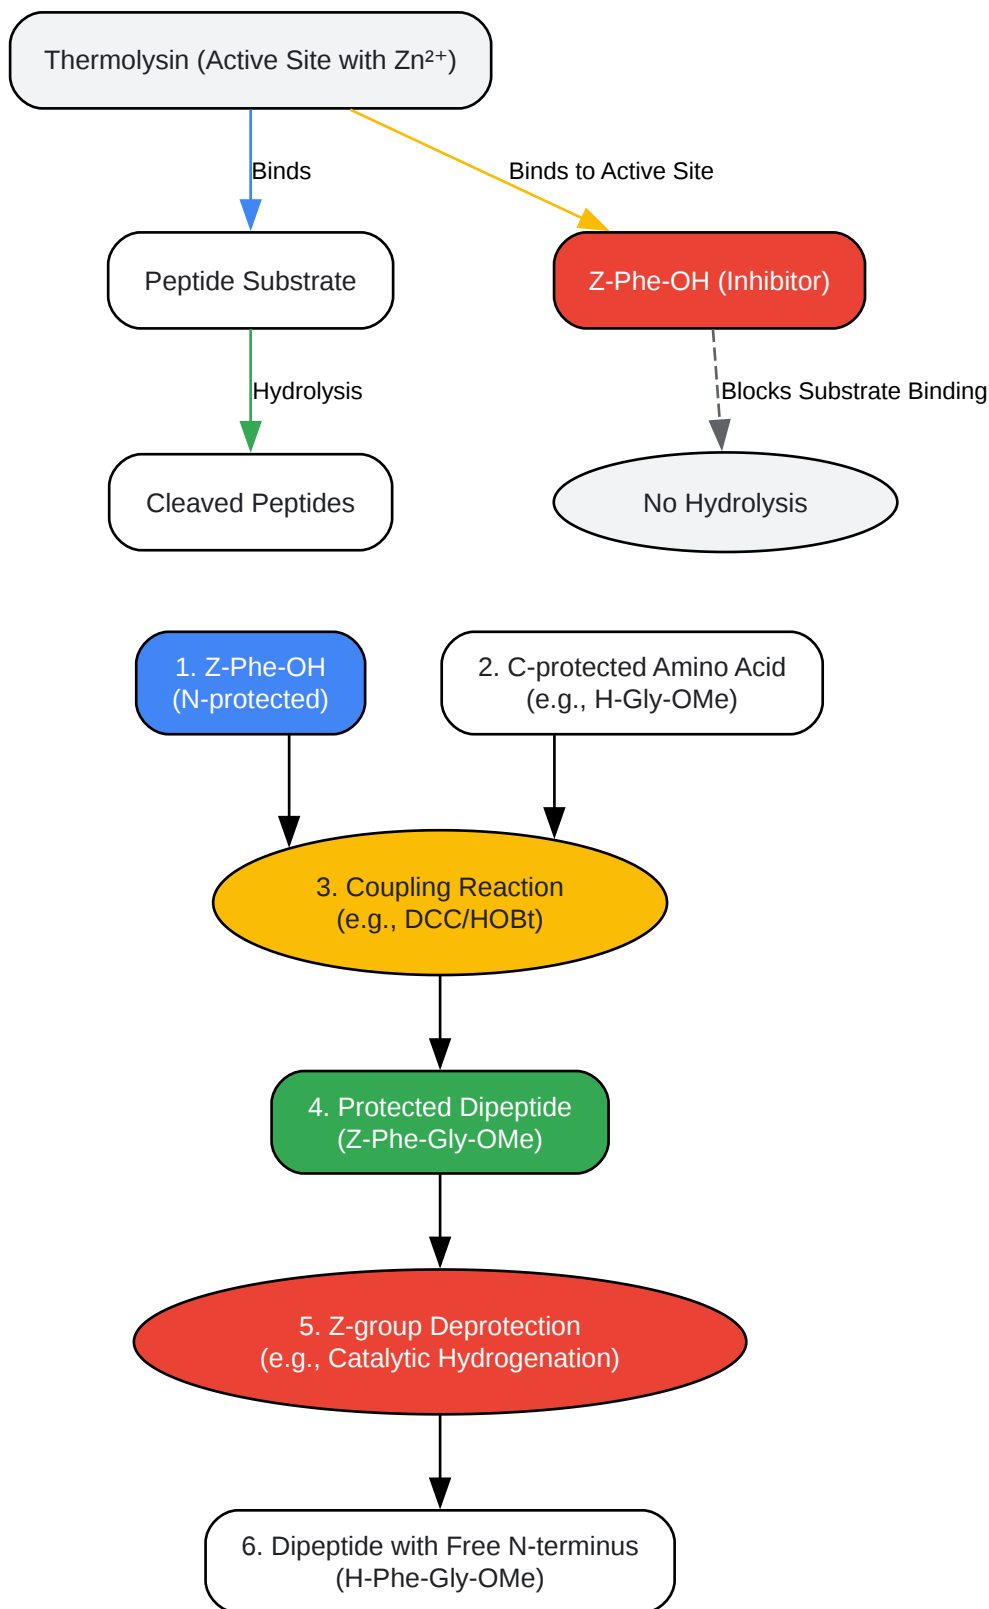 Thermolysin (Active Site with Zn²⁺)
Binds
Binds to Active Site
Peptide Substrate
Z-Phe-OH (Inhibitor)
Hydrolysis
Blocks Substrate Binding
Cleaved Peptides
No Hydrolysis
1. Z-Phe-OH
(N-protected)
2. C-protected Amino Acid
(e.g., H-Gly-OMe)
3. Coupling Reaction
(e.g., DCC/HOBt)
4. Protected Dipeptide
(Z-Phe-Gly-OMe)
5. Z-group Deprotection
(e.g., Catalytic Hydrogenation)
6. Dipeptide with Free N-terminus
(H-Phe-Gly-OMe)